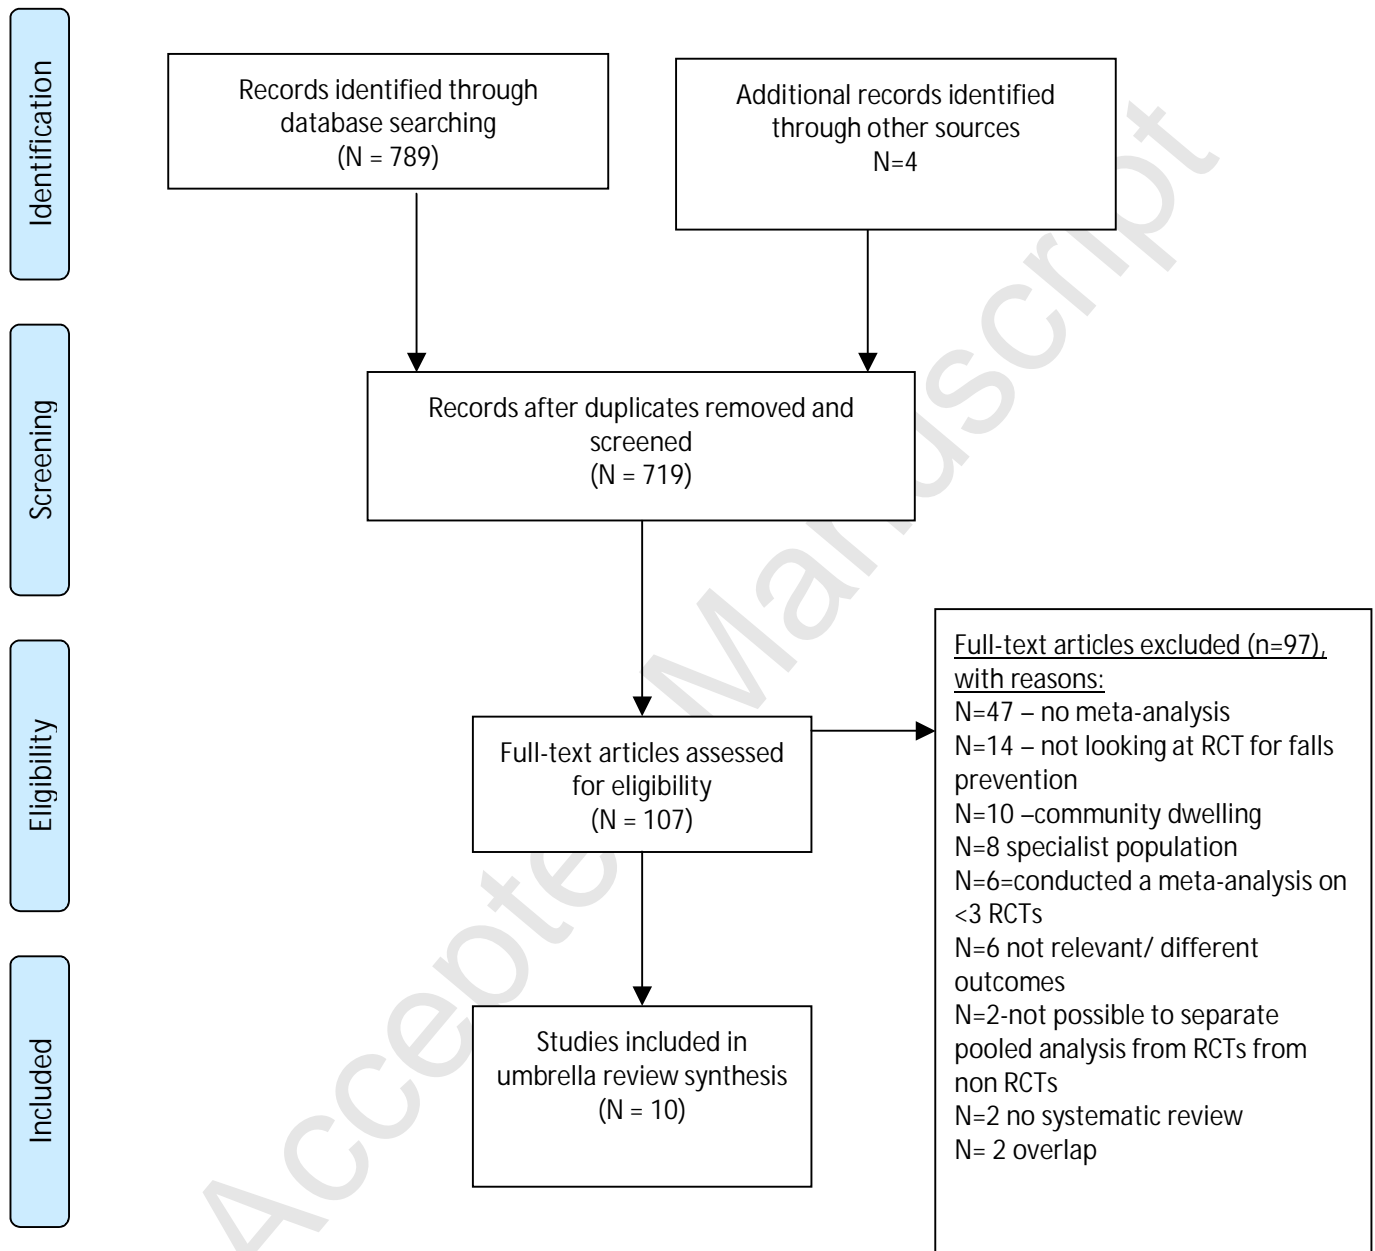 Identification
Records identified through
database searching
(N = 789)
Additional records identified
through other sources
N=4
Screening
Records after duplicates removed and
screened
(N = 719)
Eligibility
Full-text articles assessed
for eligibility
(N = 107)
Full-text articles excluded (n=97),
with reasons:
N=47 – no meta-analysis
N=14 – not looking at RCT for falls
prevention
N=10 –community dwelling
N=8 specialist population
N=6=conducted a meta-analysis on
<3 RCTs
N=6 not relevant/ different
outcomes
N=2-not possible to separate
pooled analysis from RCTs from
non RCTs
N=2 no systematic review
N= 2 overlap
Included
Studies included in
umbrella review synthesis
(N = 10)
Accepted Manuscript